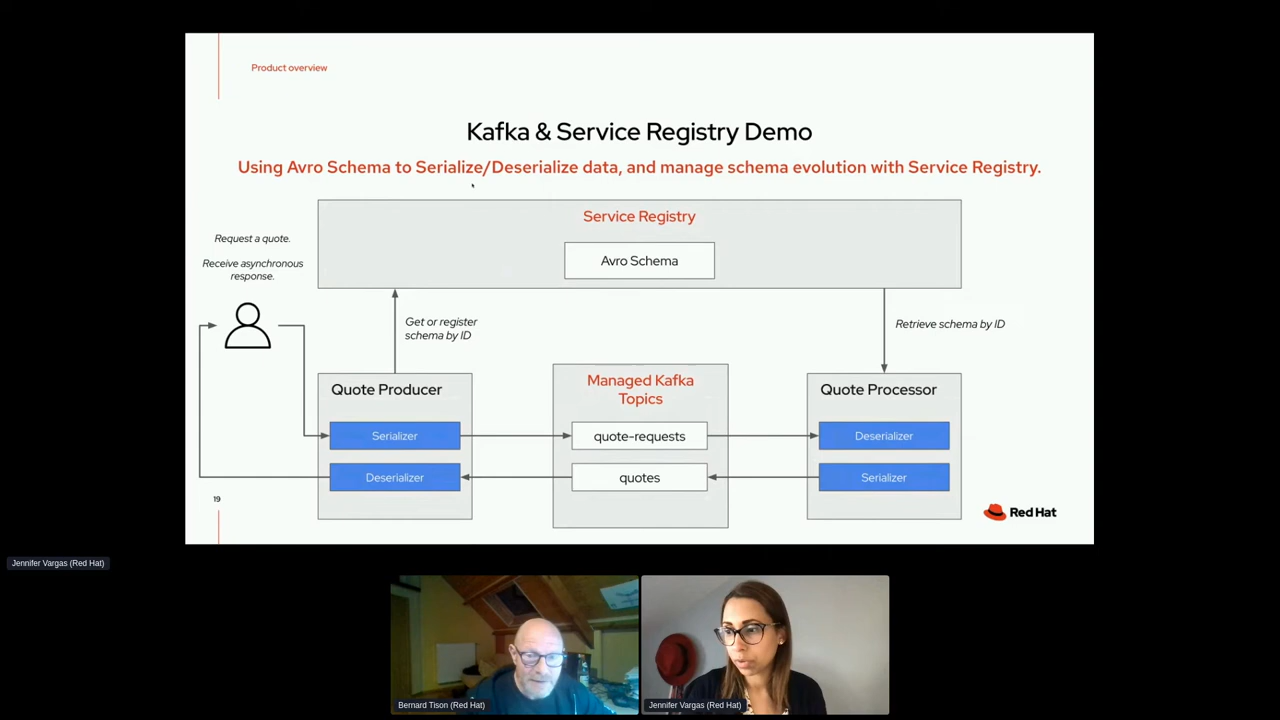 Product overview
Kafka & Service Registry Demo
Using Avro Schema to Serialize/Deserialize data, and manage schema evolution with Service Registry.
Service Registry
Avro Schema
Request a quote.
Receive asynchronous
response.
Get or register
schema by ID
Retrieve schema by ID
Quote Producer
Serializer
Deserializer
Managed Kafka
Topics
quote-requests
quotes
Quote Processor
Deserializer
Serializer
19
Red Hat
Jennifer Vargas (Red Hat)
Bernard Tison (Red Hat)
Jennifer Vargas (Red Hat)